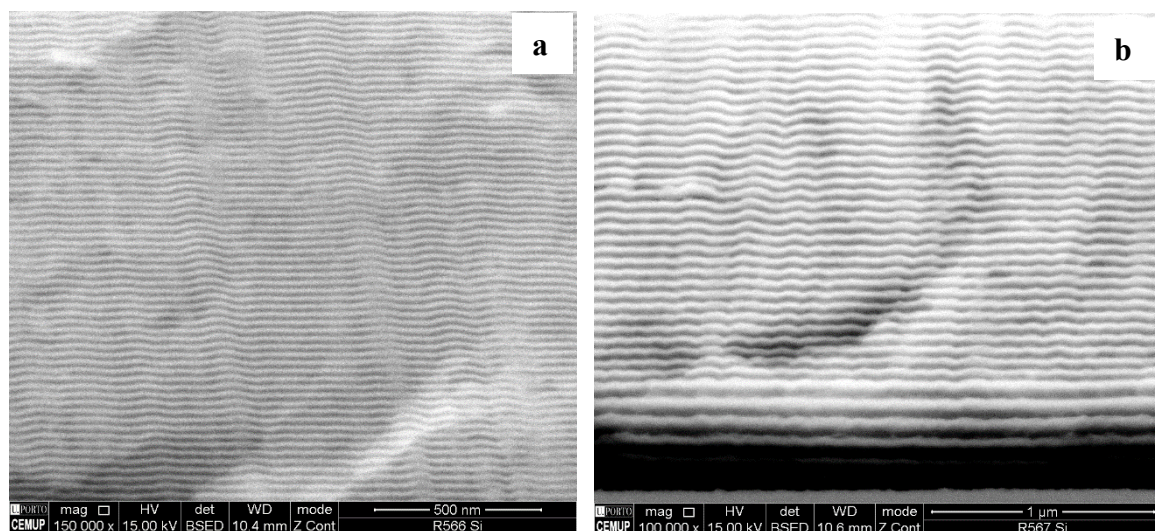 a
b
U.PORTO
CEMUP
mag
150 000 x
HV
15.00 kV
det
BSED
WD
10.4 mm
mode
Z Cont
500 nm
R566 Si
U.PORTO
CEMUP
mag
100 000 x
HV
15.00 kV
det
BSED
WD
10.6 mm
mode
Z Cont
1 µm
R567 Si